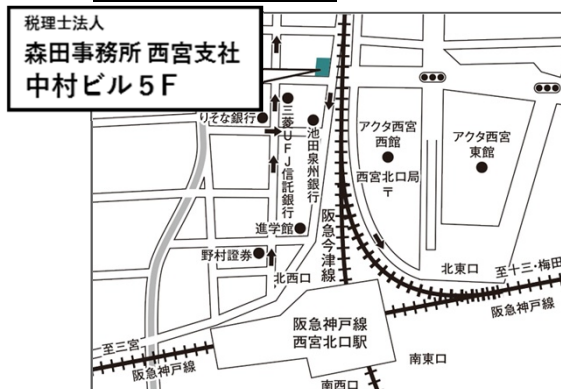 税理士法人
森田事務所 西宮支社
中村ビル5F
りそな銀行
三菱UFJ信託銀行
池田泉州銀行
アクタ西宮
西館
アクタ西宮
東館
西宮北口局
〒
進学館
野村證券
阪急今津線
北西口
北東口
至十三・梅田
阪急神戸線
阪急神戸線
西宮北口駅
至三宮
阪急神戸線
南東口
南西口